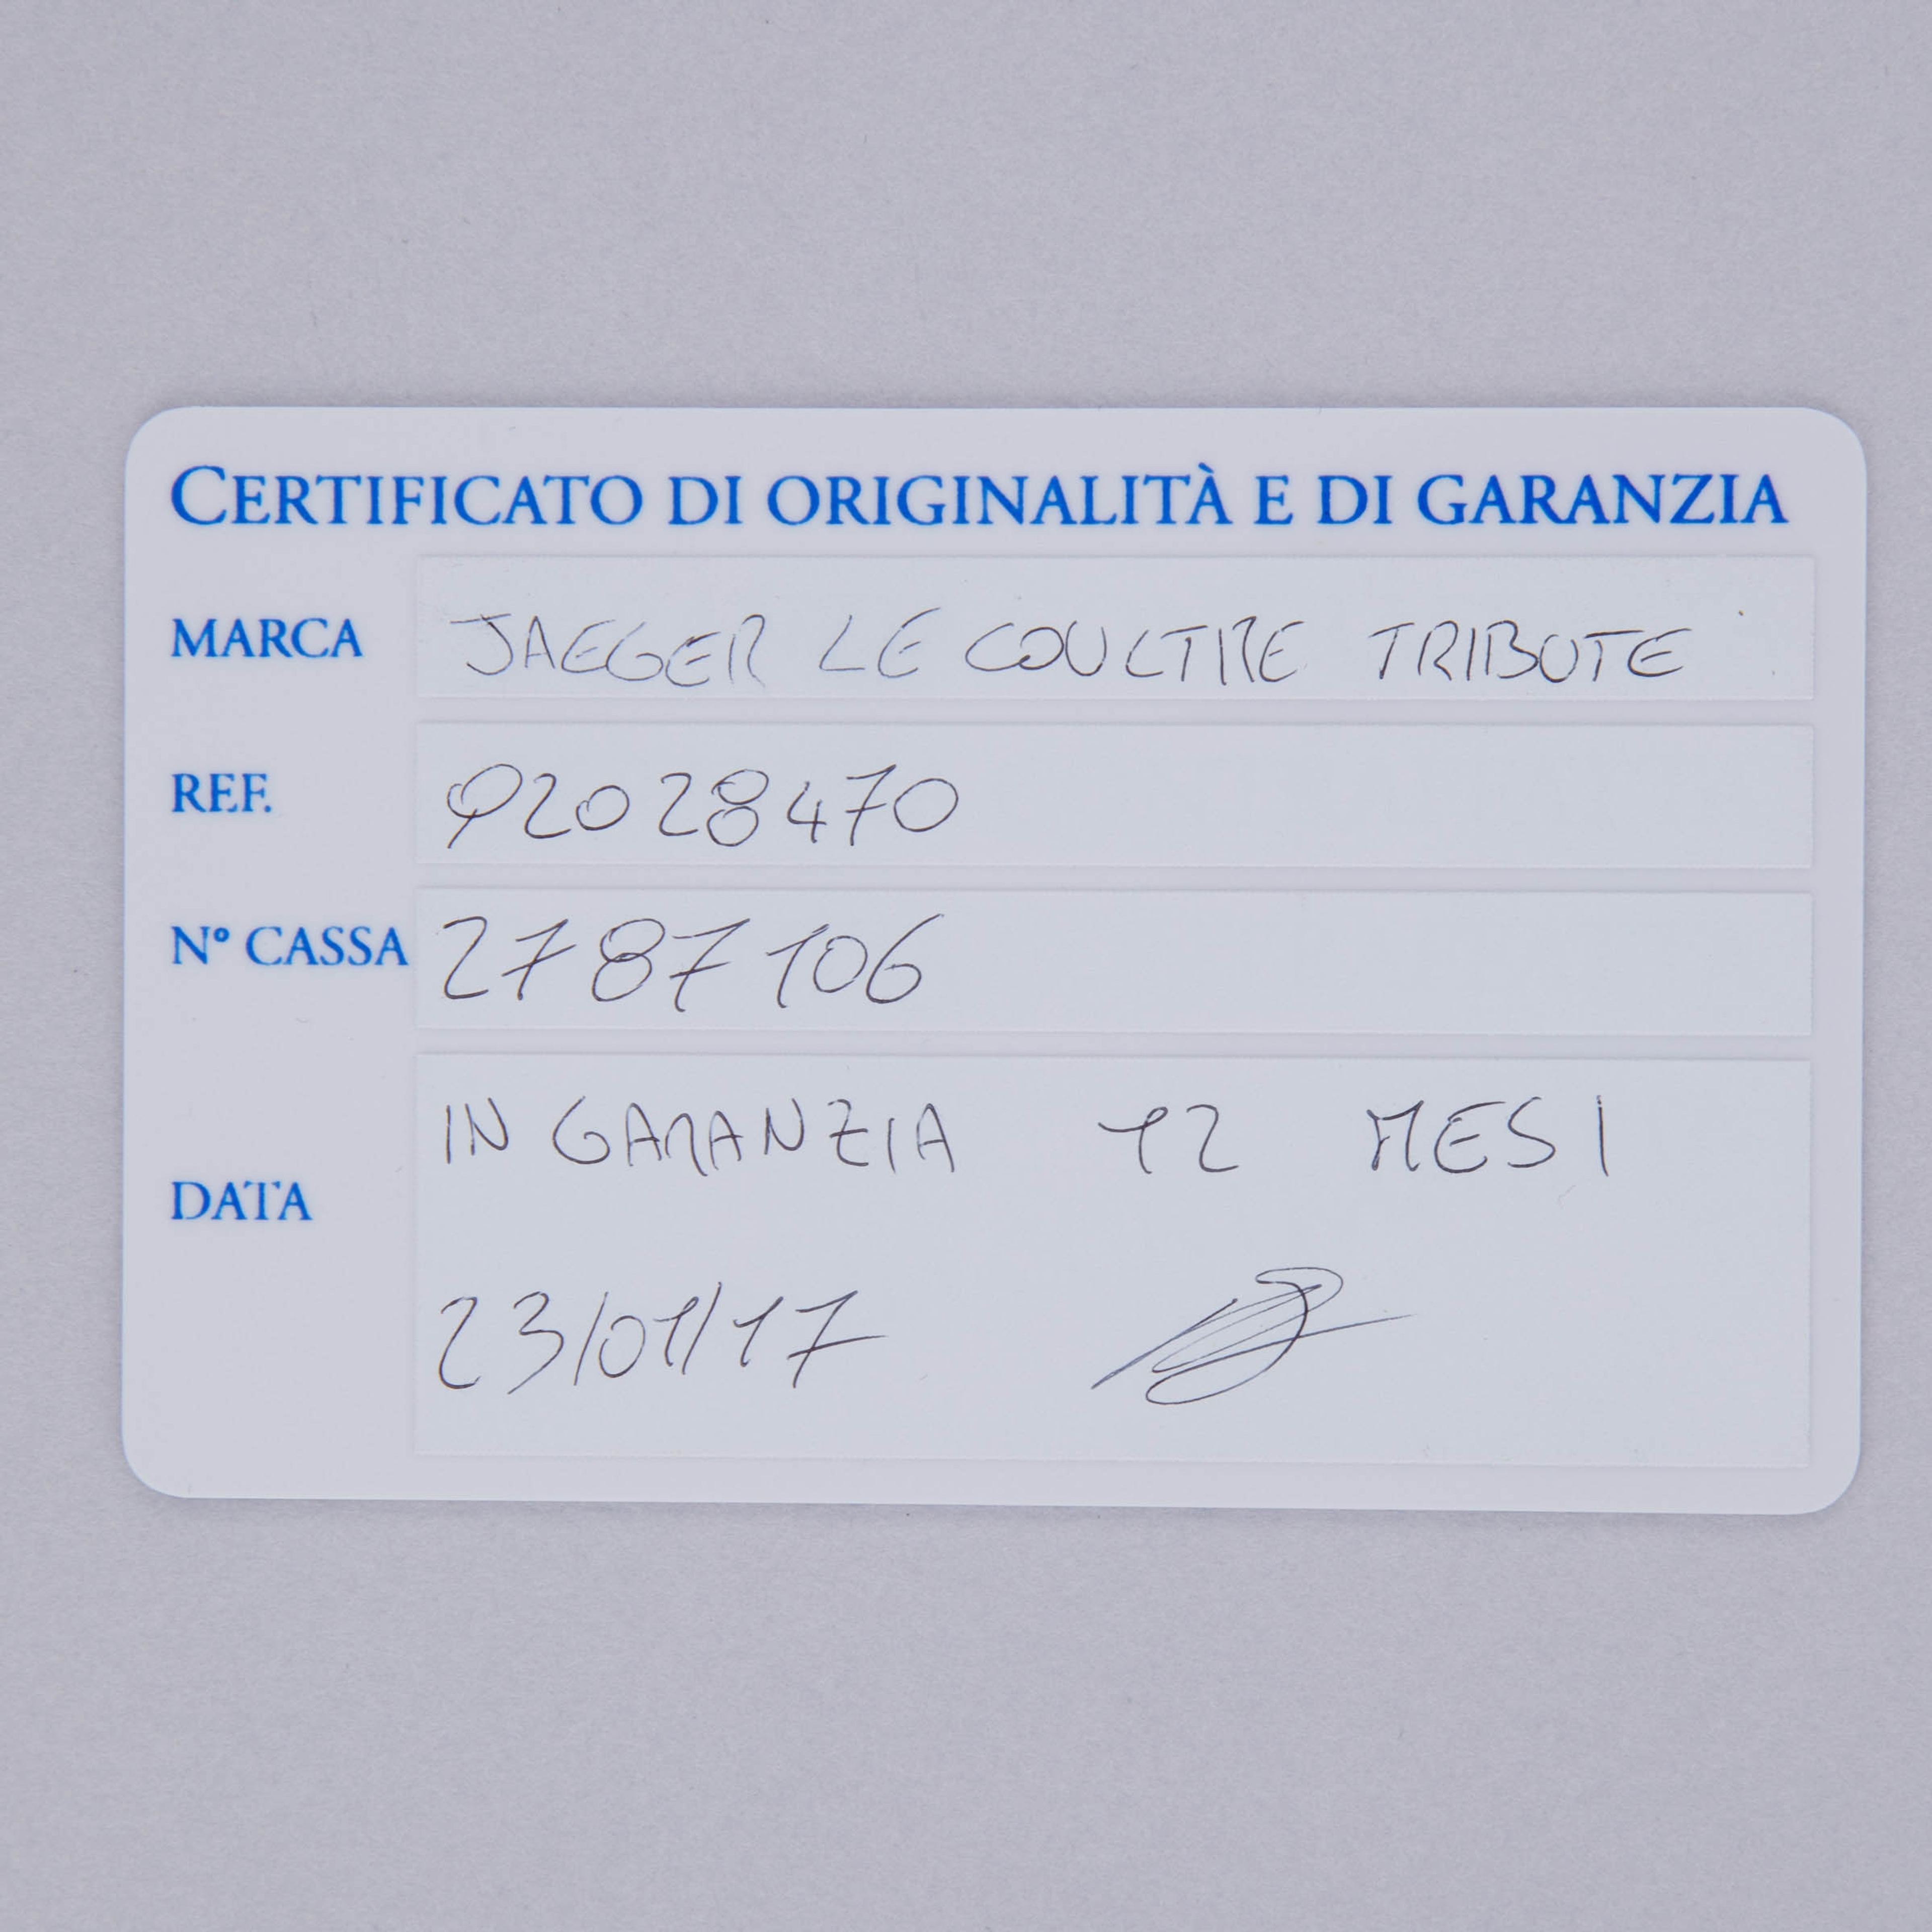 CERTIFICATO DI ORIGINALITÀ E DI GARANZIA
MARCA JAEGER LE COULTRE TRIBUTE
REF. Q2028470
N° CASSA 2787106
IN GARANZIA 12 MESI
DATA
23/01/17